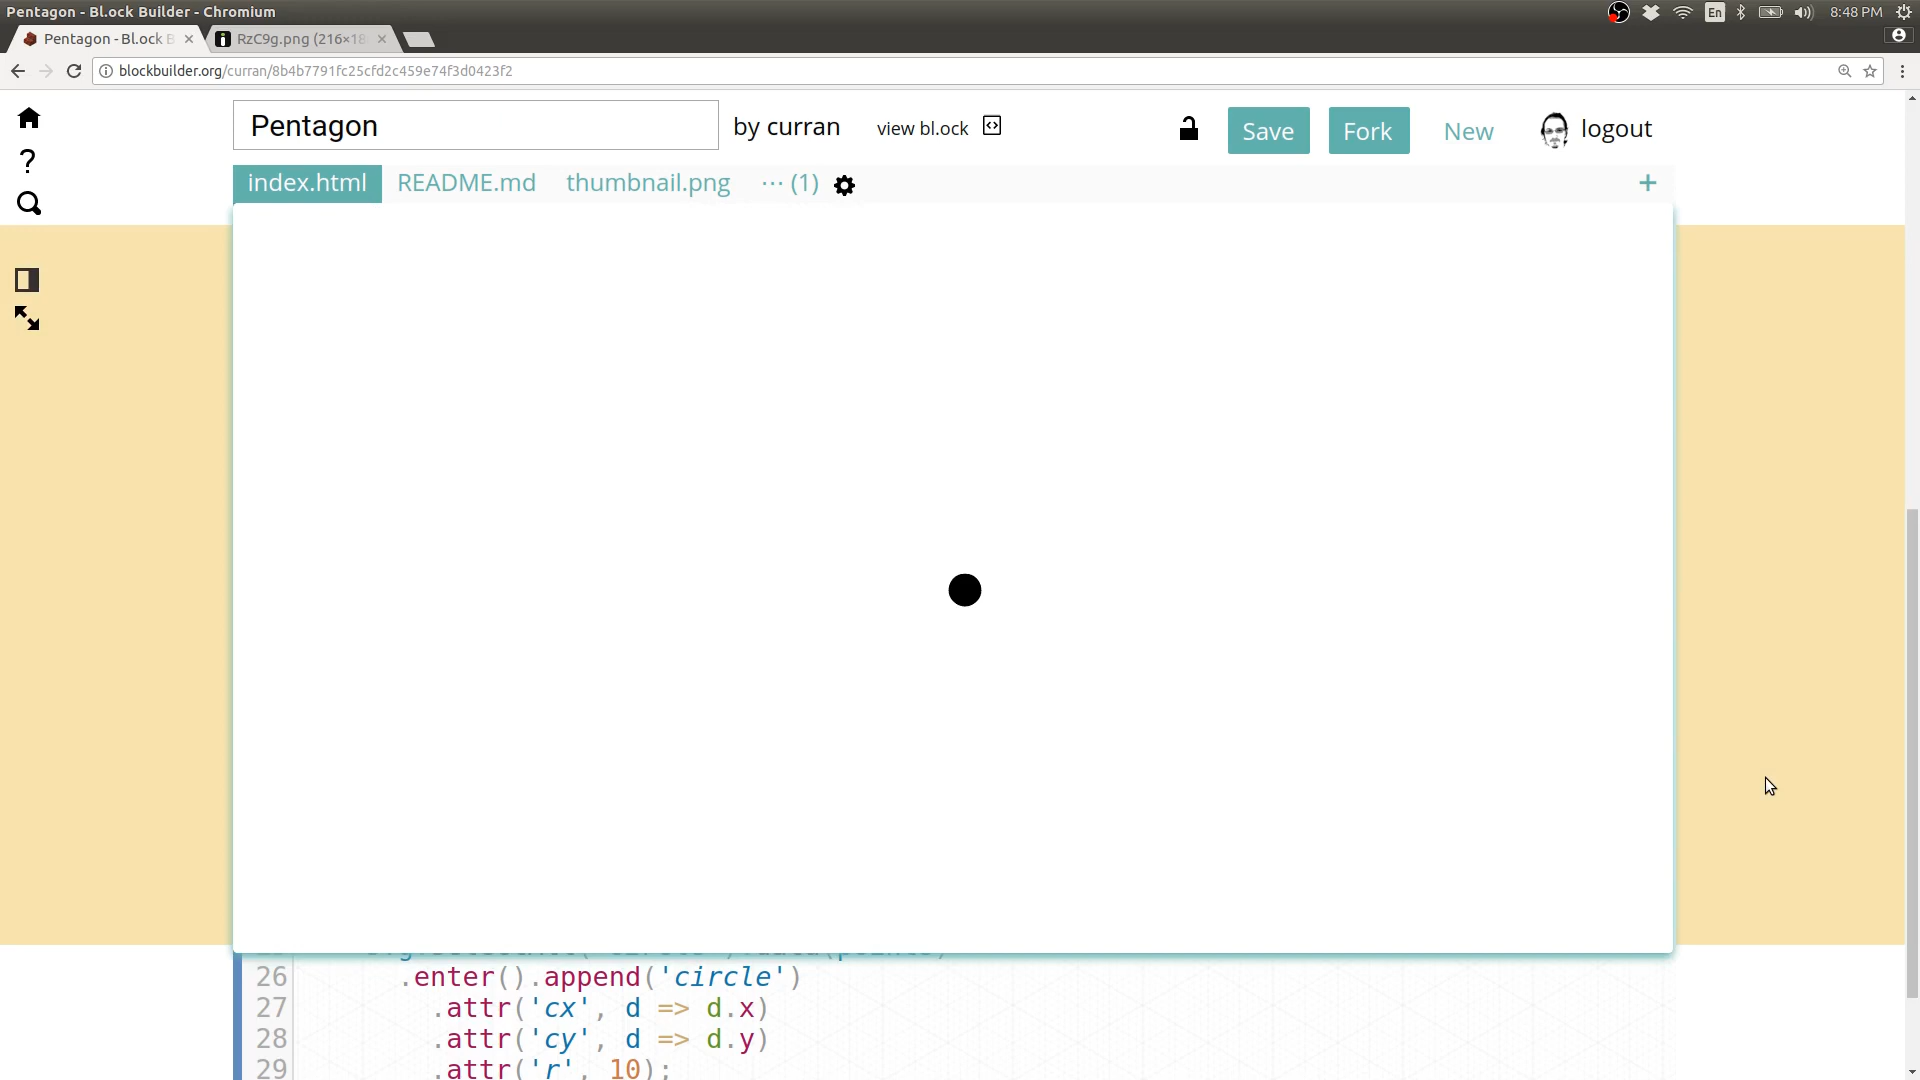 Pentagon - Bl.ock Builder - Chromium
En
8:48 PM
Pentagon - Bl.ock B
RzC9g.png (216×18
blockbuilder.org/curran/8b4b7791fc25cfd2c459e74f3d0423f2
Pentagon
by curran
view bl.ock
Save
Fork
New
logout
index.html
README.md
thumbnail.png
··· (1)
+
26 .enter().append('circle')
27 .attr('cx', d => d.x)
28 .attr('cy', d => d.y)
29 .attr('r', 10);